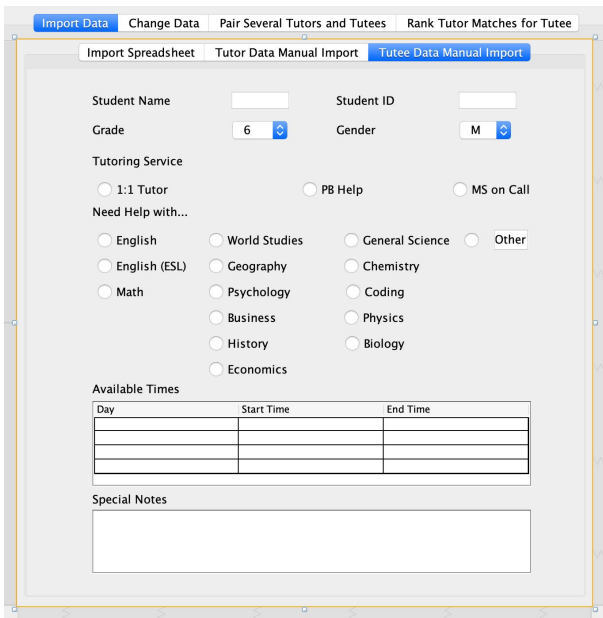 Import Data Change Data Pair Several Tutors and Tutees Rank Tutor Matches for Tutee
Import Spreadsheet Tutor Data Manual Import Tutee Data Manual Import
Student Name Student ID
Grade 6 Gender M
Tutoring Service
1:1 Tutor PB Help MS on Call
Need Help with...
English World Studies General Science Other
English (ESL) Geography Chemistry
Math Psychology Coding
Business Physics
History Biology
Economics
Available Times
Day Start Time End Time
Special Notes